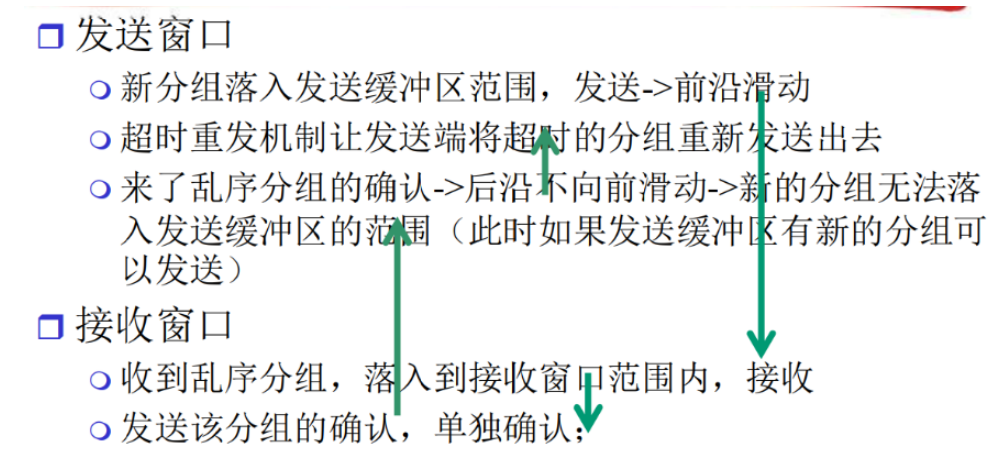 发送窗口
新分组落入发送缓冲区范围，发送->前沿滑动
超时重发机制让发送端将超时的分组重新发送出去
来了乱序分组的确认->后沿不向前滑动->新的分组无法落
入发送缓冲区的范围（此时如果发送缓冲区有新的分组可
以发送）
接收窗口
收到乱序分组，落入到接收窗口范围内，接收
发送该分组的确认，单独确认；